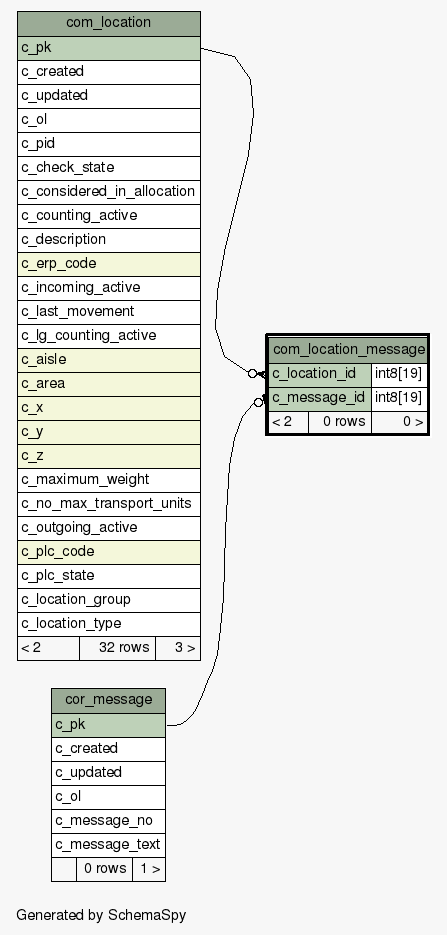 com_location
c_pk
c_created
c_updated
c_ol
c_pid
c_check_state
c_considered_in_allocation
c_counting_active
c_description
c_erp_code
c_incoming_active
c_last_movement
c_lg_counting_active
c_aisle
c_area
c_x
c_y
c_z
c_maximum_weight
c_no_max_transport_units
c_outgoing_active
c_plc_code
c_plc_state
c_location_group
c_location_type
< 2 32 rows 3 >
com_location_message
c_location_id int8[19]
c_message_id int8[19]
< 2 0 rows 0 >
cor_message
c_pk
c_created
c_updated
c_ol
c_message_no
c_message_text
0 rows 1 >
Generated by SchemaSpy